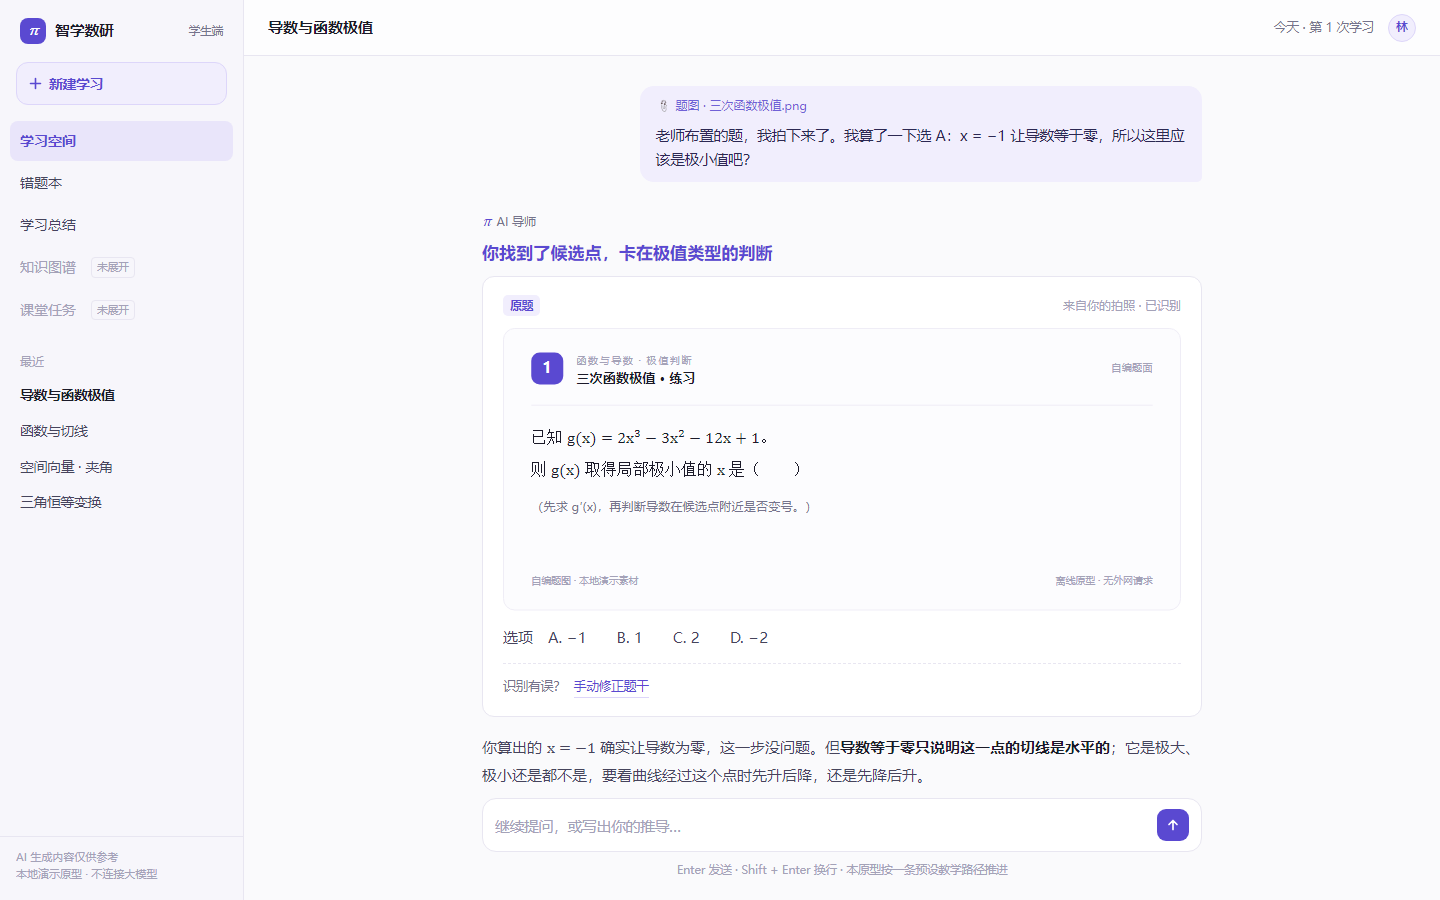 π 智学数研 学生端
+ 新建学习
学习空间
错题本
学习总结
知识图谱 未展开
课堂任务 未展开
最近
导数与函数极值
函数与切线
空间向量 · 夹角
三角恒等变换
AI 生成内容仅供参考
本地演示原型 · 不连接大模型
导数与函数极值
今天 · 第 1 次学习 林
题图 · 三次函数极值.png
老师布置的题，我拍下来了。我算了一下选 A：x = −1 让导数等于零，所以这里应
该是极小值吧？
π AI 导师
你找到了候选点，卡在极值类型的判断
原题 来自你的拍照 · 已识别
1 函数与导数 · 极值判断
三次函数极值 • 练习
自编题面
已知 g(x) = 2x³ − 3x² − 12x + 1。
则 g(x) 取得局部极小值的 x 是（　　）
（先求 g′(x)，再判断导数在候选点附近是否变号。）
自编题图 · 本地演示素材 离线原型 · 无外网请求
选项 A. −1 B. 1 C. 2 D. −2
识别有误？ 手动修正题干
你算出的 x = −1 确实让导数为零，这一步没问题。但导数等于零只说明这一点的切线是水平的；它是极大、
极小还是都不是，要看曲线经过这个点时先升后降，还是先降后升。
继续提问，或写出你的推导...
Enter 发送 · Shift + Enter 换行 · 本原型按一条预设教学路径推进